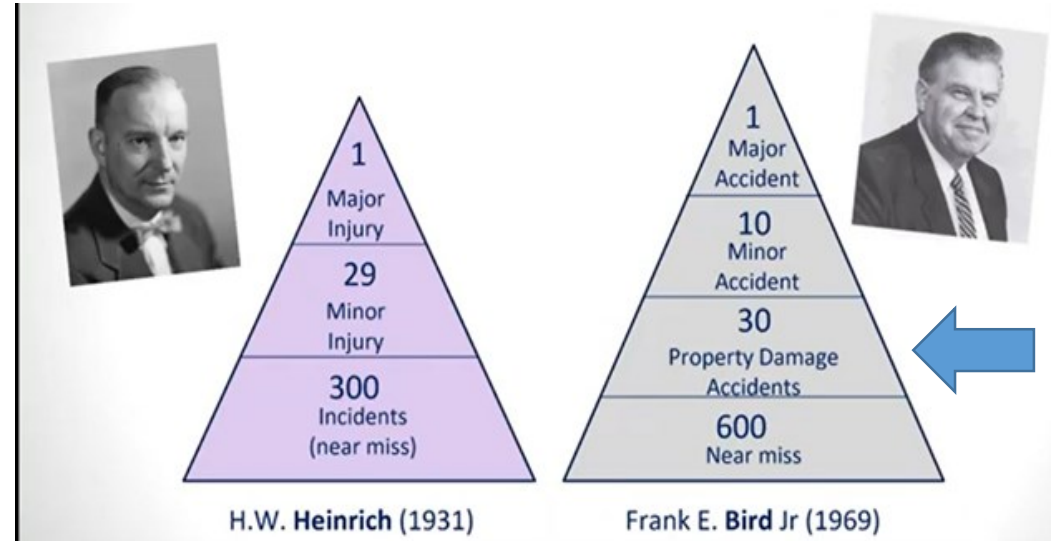 1
Major
Injury
29
Minor
Injury
300
Incidents
(near miss)
H.W. Heinrich (1931)
1
Major
Accident
10
Minor
Accident
30
Property Damage
Accidents
600
Near miss
Frank E. Bird Jr (1969)